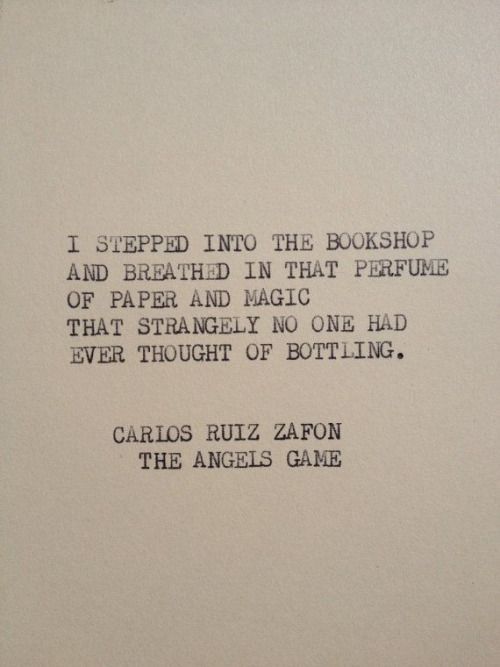 I STEPPED INTO THE BOOKSHOP
AND BREATHED IN THAT PERFUME
OF PAPER AND MAGIC
THAT STRANGELY NO ONE HAD
EVER THOUGHT OF BOTTLING.
CARLOS RUIZ ZAFON
THE ANGELS GAME